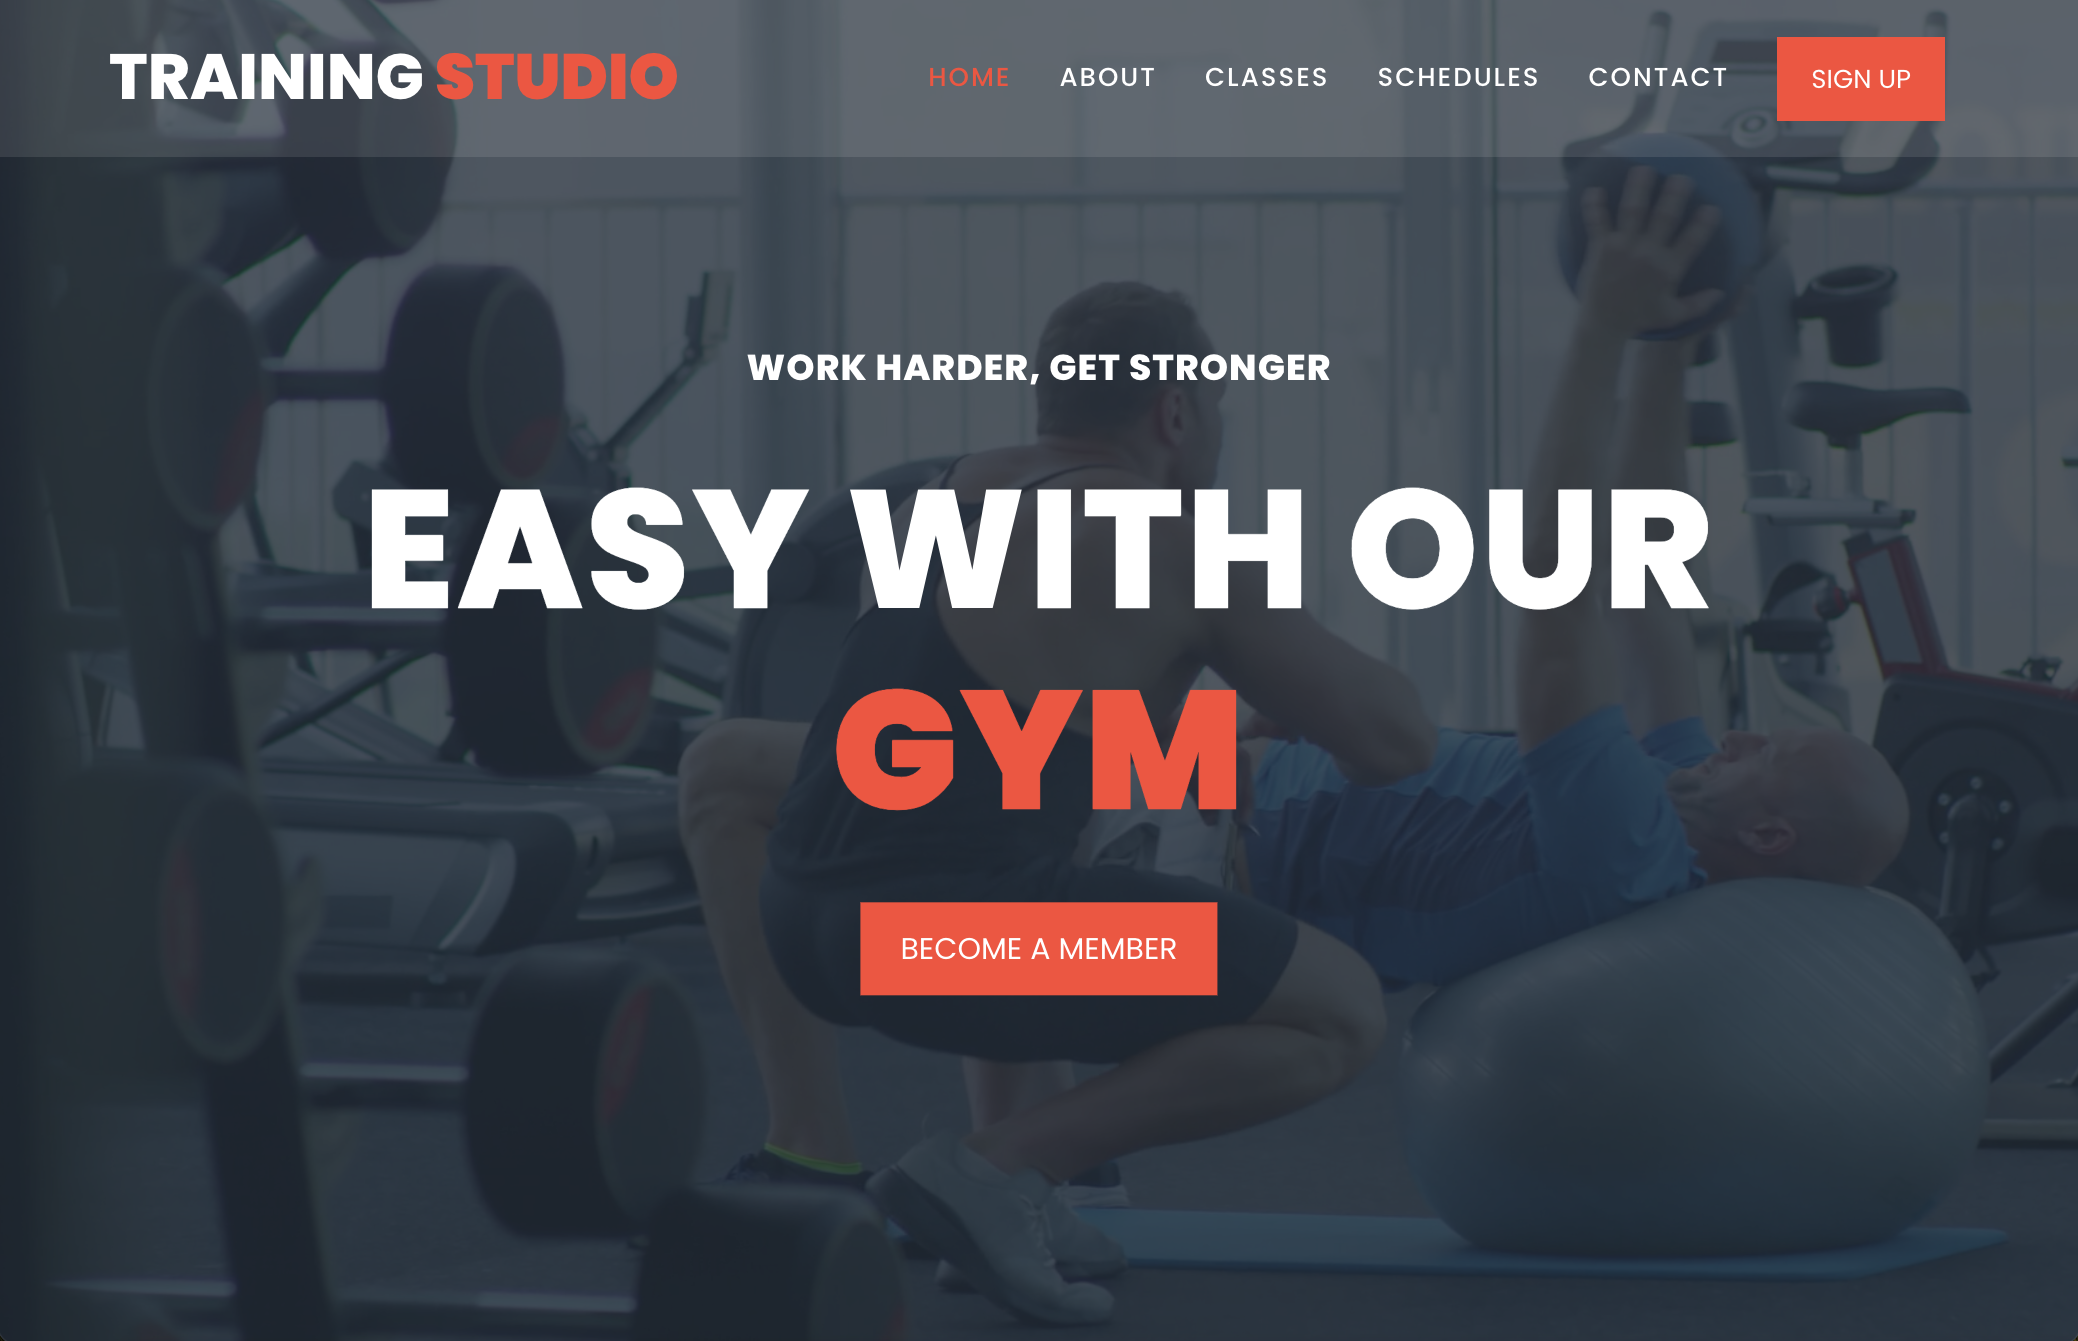 TRAINING STUDIO
HOME ABOUT CLASSES SCHEDULES CONTACT SIGN UP
WORK HARDER, GET STRONGER
EASY WITH OUR
GYM
BECOME A MEMBER